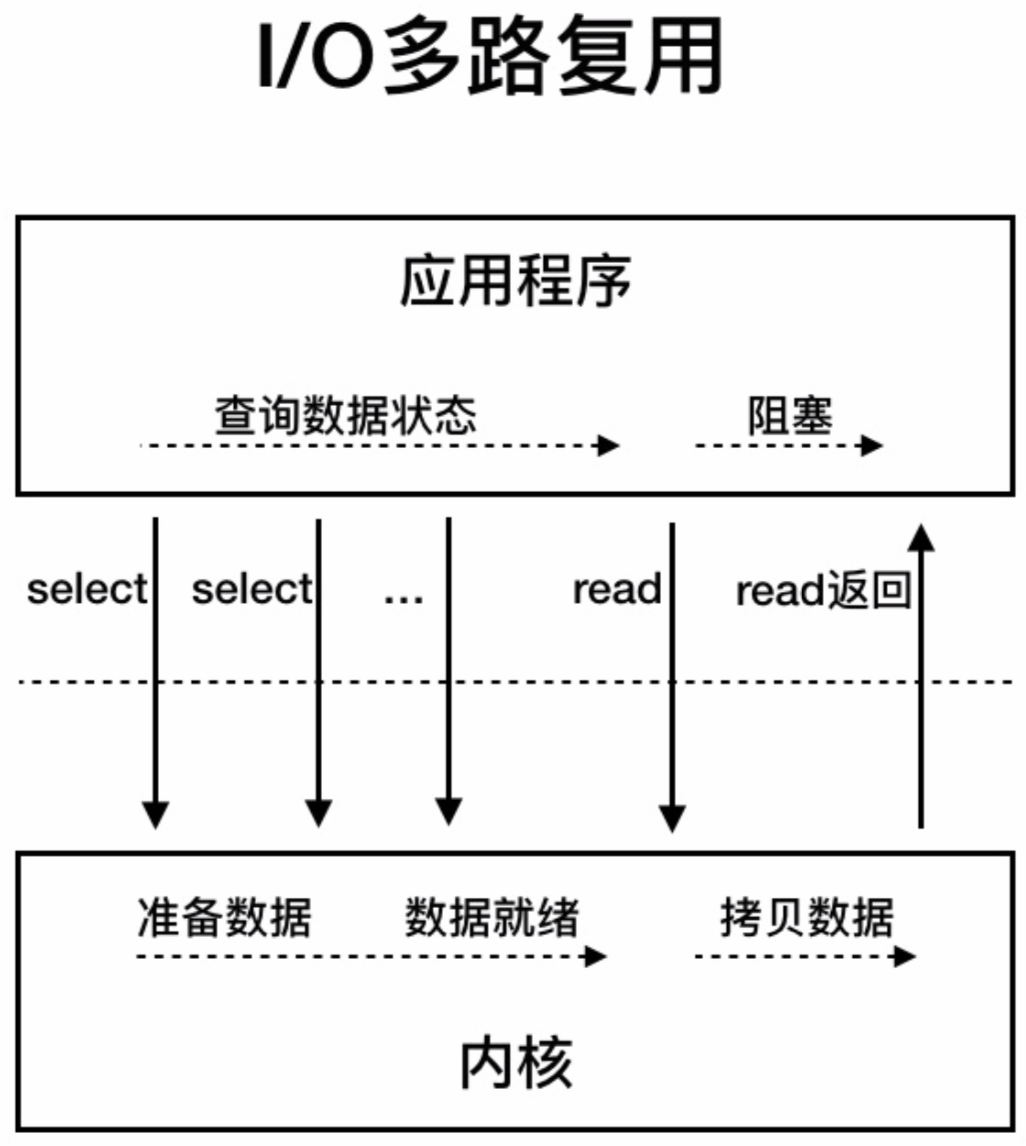 I/O多路复用
应用程序
查询数据状态
阻塞
select
select
...
read
read返回
准备数据
数据就绪
拷贝数据
内核